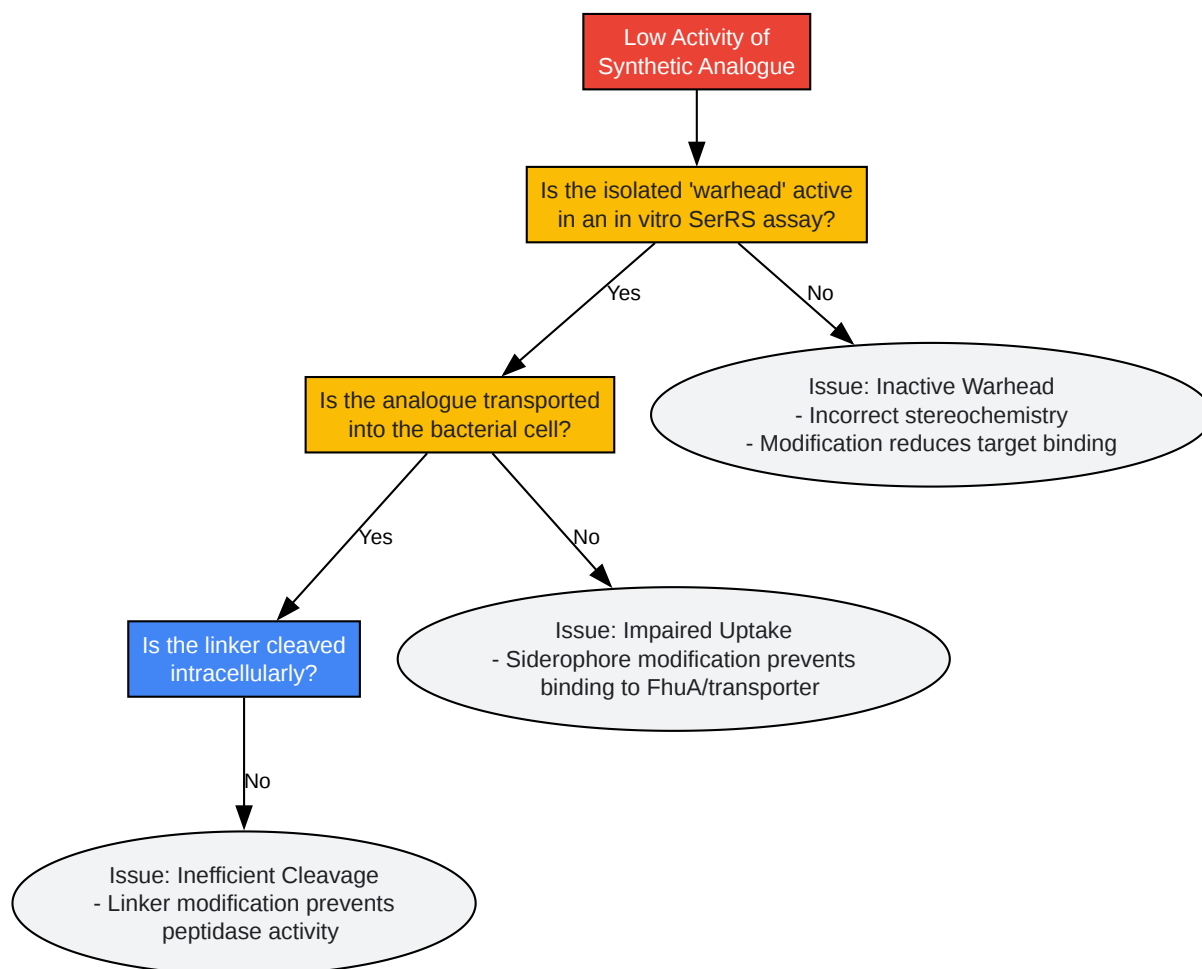 Low Activity of
Synthetic Analogue
Is the isolated 'warhead' active
in an in vitro SerRS assay?
Yes
No
Is the analogue transported
into the bacterial cell?
Issue: Inactive Warhead
- Incorrect stereochemistry
- Modification reduces target binding
Yes
No
Is the linker cleaved
intracellularly?
Issue: Impaired Uptake
- Siderophore modification prevents
binding to FhuA/transporter
No
Issue: Inefficient Cleavage
- Linker modification prevents
peptidase activity